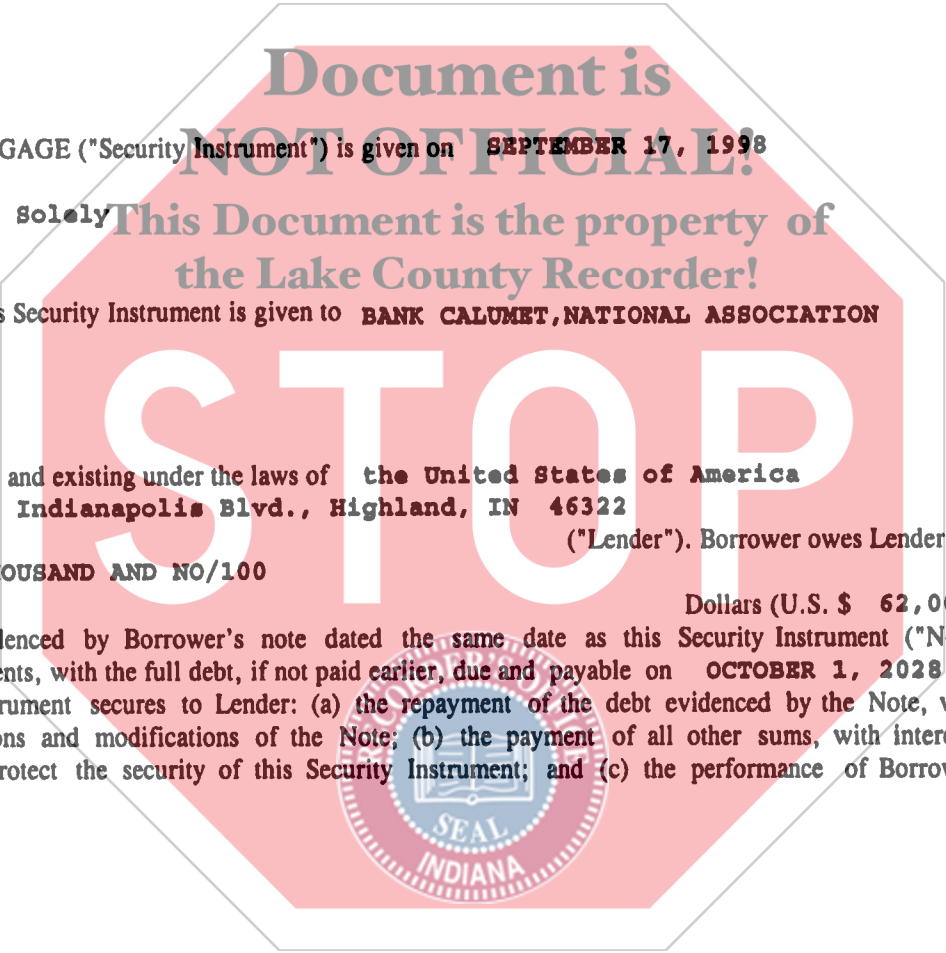 Document is
NOT OFFICIAL!
GAGE ("Security Instrument") is given on SEPTEMBER 17, 1998
Solely
This Document is the property of
the Lake County Recorder!
s Security Instrument is given to BANK CALUMET,NATIONAL ASSOCIATION
STOP
and existing under the laws of the United States of America
Indianapolis Blvd., Highland, IN 46322
("Lender"). Borrower owes Lender
OUSAND AND NO/100
Dollars (U.S. $ 62,00
lenced by Borrower's note dated the same date as this Security Instrument ("N
ents, with the full debt, if not paid earlier, due and payable on OCTOBER 1, 2028
rument secures to Lender: (a) the repayment of the debt evidenced by the Note,
ons and modifications of the Note; (b) the payment of all other sums, with inter
rotect the security of this Security Instrument; and (c) the performance of Borrow
SEAL
INDIANA